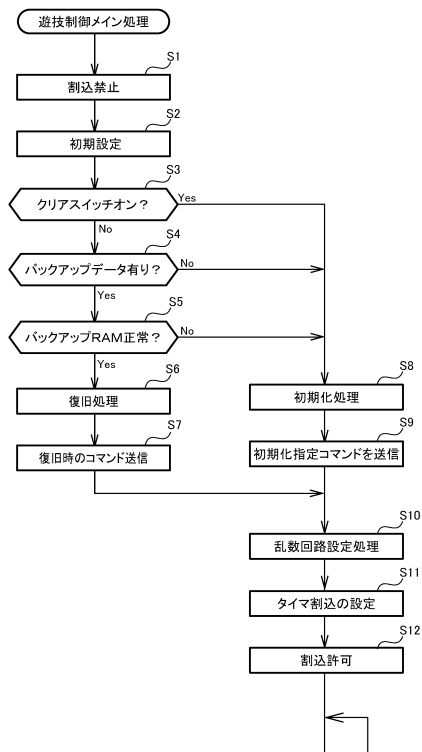 遊技制御メイン処理
S1
割込禁止
S2
初期設定
S3
クリアスイッチオン？
Yes
No
S4
バックアップデータ有り？
No
Yes
S5
バックアップRAM正常？
No
Yes
S6
復旧処理
S7
復旧時のコマンド送信
S8
初期化処理
S9
初期化指定コマンドを送信
S10
乱数回路設定処理
S11
タイマ割込の設定
S12
割込許可